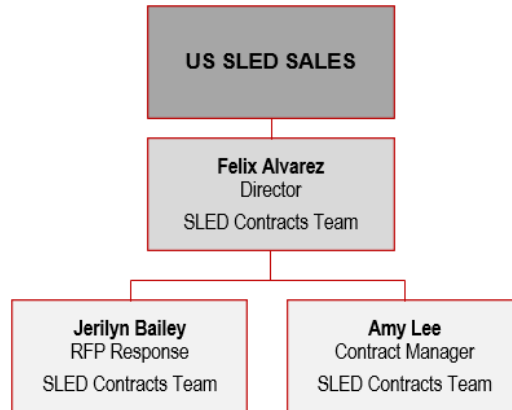 US SLED SALES
Felix Alvarez
Director
SLED Contracts Team
Jerilyn Bailey
RFP Response
SLED Contracts Team
Amy Lee
Contract Manager
SLED Contracts Team